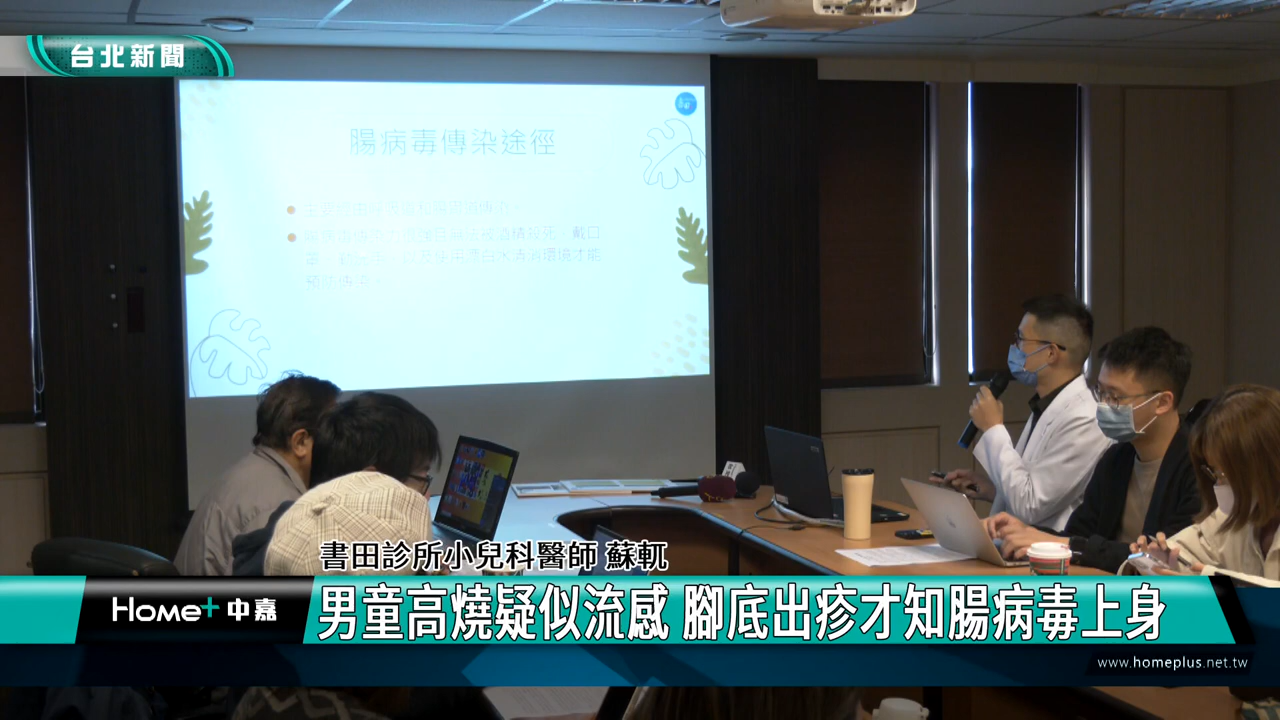 台北新聞
腸病毒傳染途徑
書田診所小兒科醫師 蘇軏
Home+ 中嘉
男童高燒疑似流感 腳底出疹才知腸病毒上身
www.homeplus.net.tw